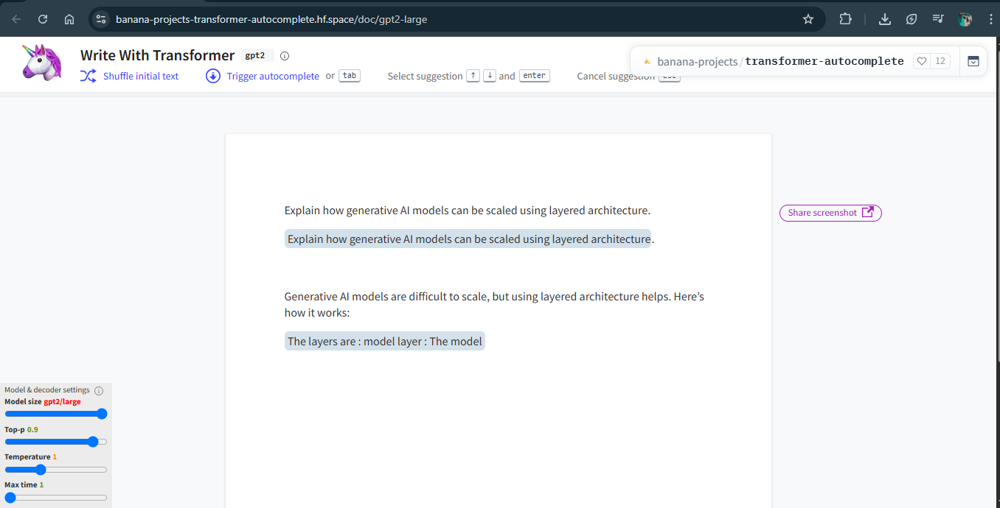 banana-projects-transformer-autocomplete.hf.space/doc/gpt2-large
Write With Transformer gpt2
banana-projects/transformer-autocomplete 12
Shuffle initial text Trigger autocomplete or tab Select suggestion ↑ ↓ and enter Cancel suggestion esc
Explain how generative AI models can be scaled using layered architecture.
Share screenshot
Explain how generative AI models can be scaled using layered architecture.
Generative AI models are difficult to scale, but using layered architecture helps. Here’s
how it works:
The layers are : model layer : The model
Model & decoder settings
Model size gpt2/large
Top-p 0.9
Temperature 1
Max time 1